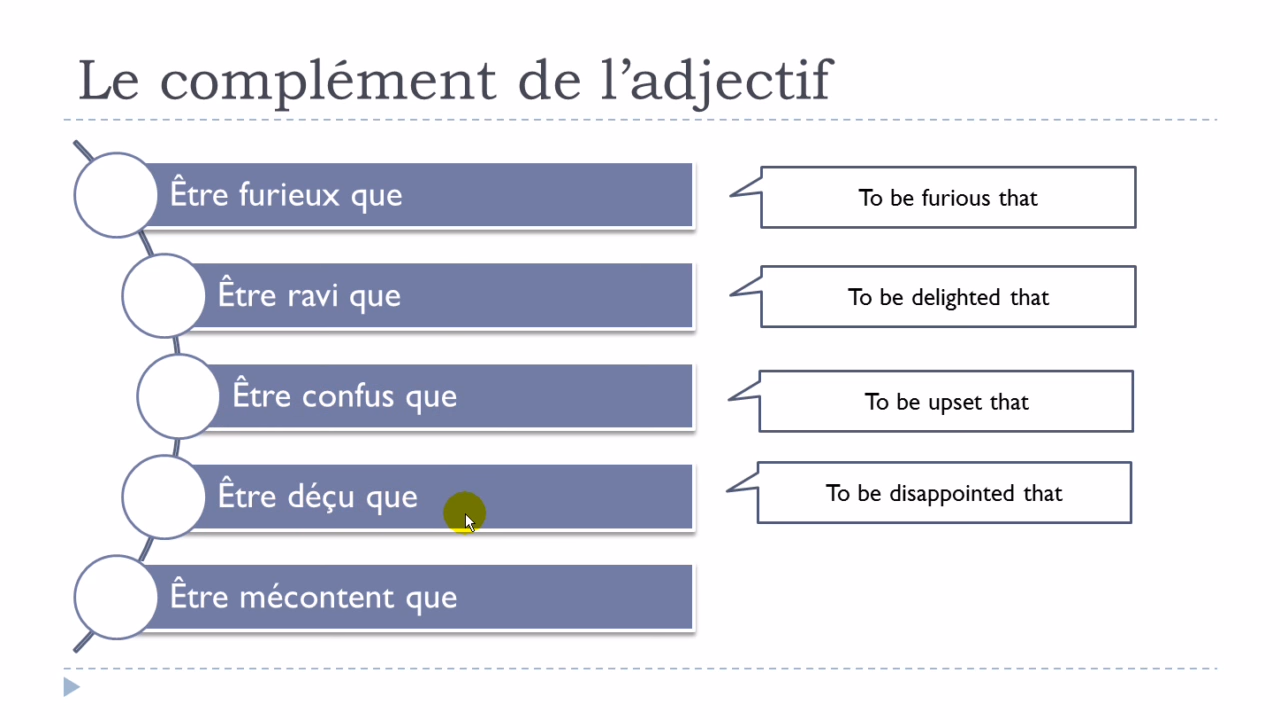 Le complément de l’adjectif
Être furieux que
To be furious that
Être ravi que
To be delighted that
Être confus que
To be upset that
Être déçu que
To be disappointed that
Être mécontent que